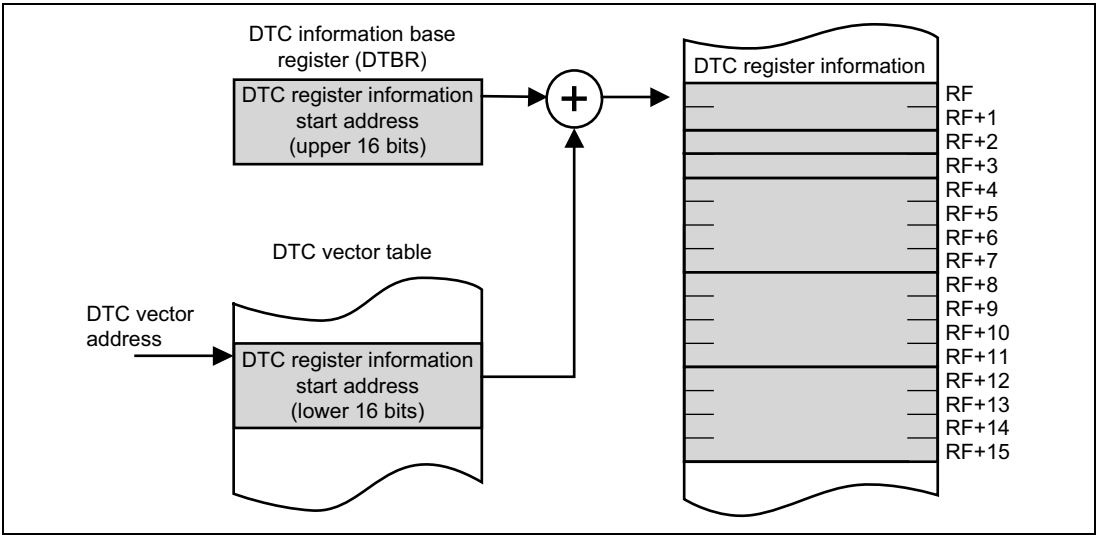 DTC information base
register (DTBR)
DTC register information
start address
(upper 16 bits)
+
DTC vector table
DTC vector
address
DTC register information
start address
(lower 16 bits)
DTC register information
RF
RF+1
RF+2
RF+3
RF+4
RF+5
RF+6
RF+7
RF+8
RF+9
RF+10
RF+11
RF+12
RF+13
RF+14
RF+15